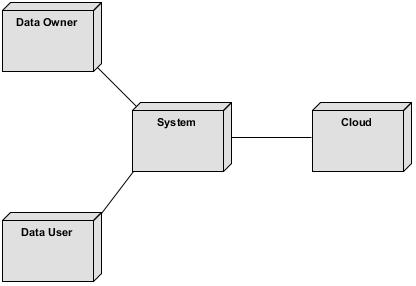 Data Owner
System
Cloud
Data User